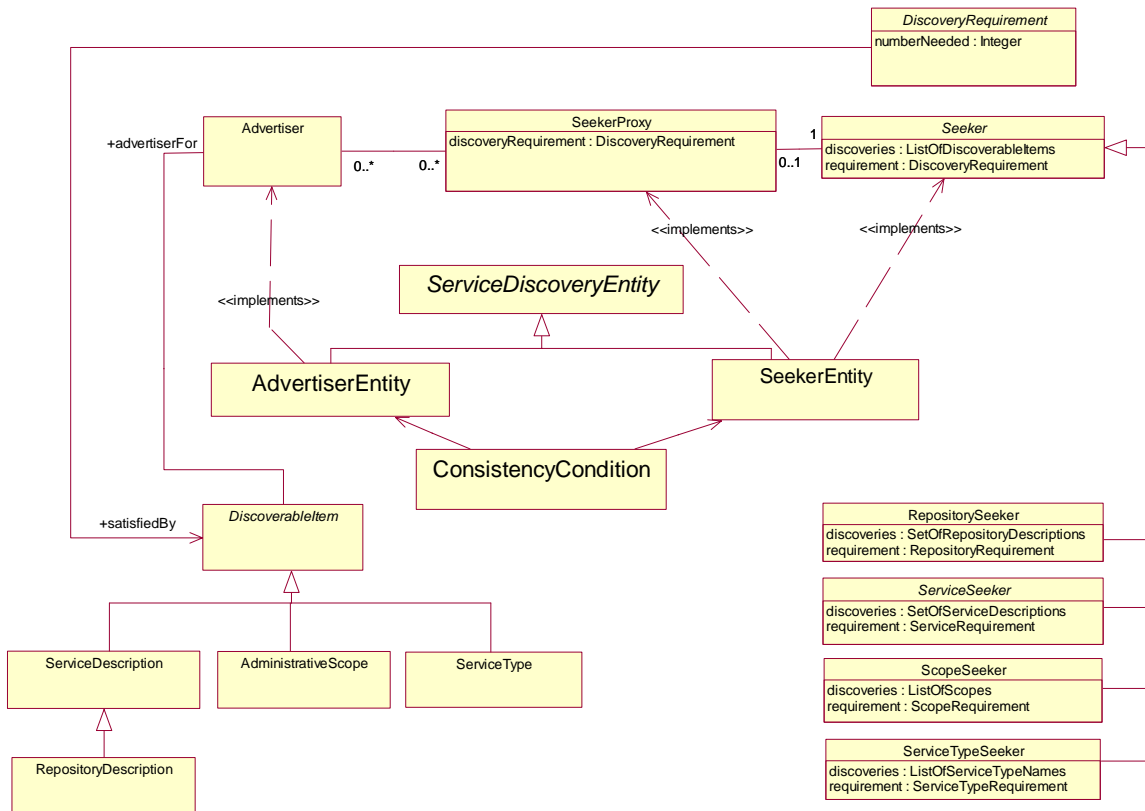 DiscoveryRequirement
numberNeeded : Integer
Advertiser
SeekerProxy
discoveryRequirement : DiscoveryRequirement
Seeker
discoveries : ListOfDiscoverableItems
requirement : DiscoveryRequirement
+advertiserFor
0..*
0..*
1
0..1
<<implements>>
<<implements>>
<<implements>>
ServiceDiscoveryEntity
AdvertiserEntity
SeekerEntity
ConsistencyCondition
+satisfiedBy
DiscoverableItem
RepositorySeeker
discoveries : SetOfRepositoryDescriptions
requirement : RepositoryRequirement
ServiceSeeker
discoveries : SetOfServiceDescriptions
requirement : ServiceRequirement
ScopeSeeker
discoveries : ListOfScopes
requirement : ScopeRequirement
ServiceTypeSeeker
discoveries : ListOfServiceTypeNames
requirement : ServiceTypeRequirement
ServiceDescription
AdministrativeScope
ServiceType
RepositoryDescription